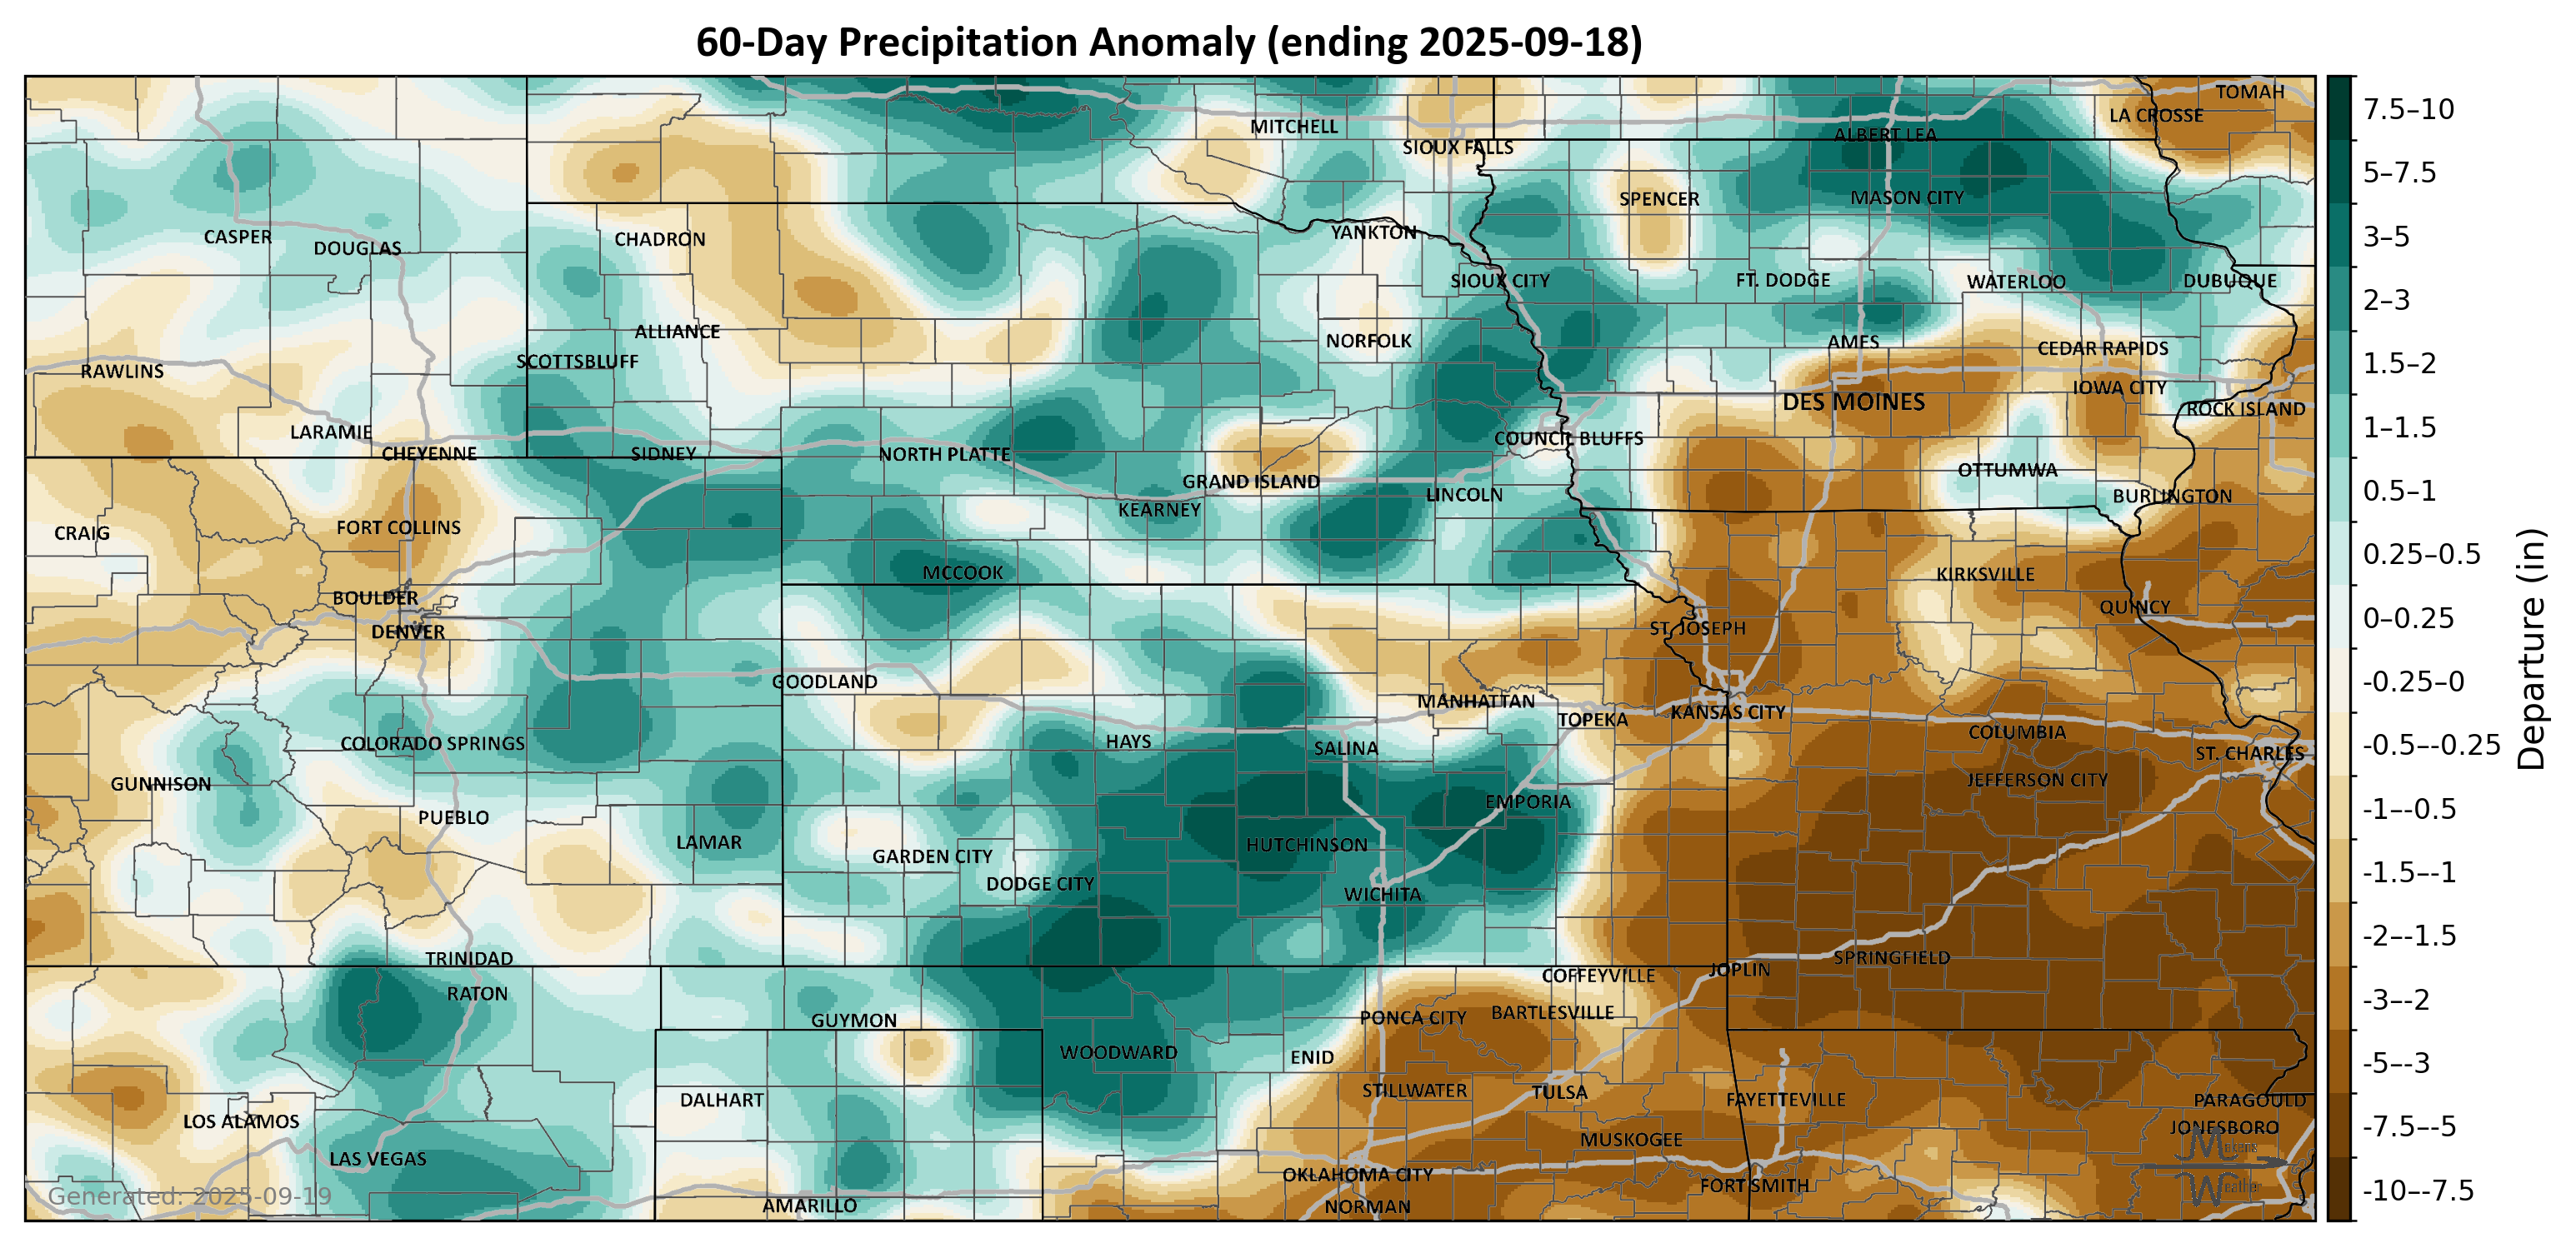 60-Day Precipitation Anomaly (ending 2025-09-18)
TOMAH
LA CROSSE
MITCHELL
ALBERT LEA
SIOUX FALLS
SPENCER
MASON CITY
CASPER
DOUGLAS
CHADRON
YANKTON
SIOUX CITY
FT. DODGE
WATERLOO
DUBUQUE
ALLIANCE
NORFOLK
AMES
CEDAR RAPIDS
SCOTTSBLUFF
RAWLINS
IOWA CITY
DES MOINES
ROCK ISLAND
LARAMIE
COUNCIL BLUFFS
CHEYENNE
SIDNEY
NORTH PLATTE
OTTUMWA
GRAND ISLAND
LINCOLN
BURLINGTON
KEARNEY
CRAIG
FORT COLLINS
MCCOOK
KIRKSVILLE
BOULDER
QUINCY
DENVER
ST. JOSEPH
GOODLAND
MANHATTAN
TOPEKA
KANSAS CITY
COLUMBIA
COLORADO SPRINGS
HAYS
SALINA
ST. CHARLES
GUNNISON
JEFFERSON CITY
EMPORIA
PUEBLO
LAMAR
HUTCHINSON
GARDEN CITY
DODGE CITY
WICHITA
TRINIDAD
SPRINGFIELD
JOPLIN
COFFEYVILLE
RATON
BARTLESVILLE
PONCA CITY
GUYMON
WOODWARD
ENID
STILLWATER
TULSA
DALHART
FAYETTEVILLE
PARAGOULD
LOS ALAMOS
JONESBORO
MUSKOGEE
LAS VEGAS
OKLAHOMA CITY
FORT SMITH
AMARILLO
NORMAN
Generated: 2025-09-19
Makens
Weather
7.5–10
5–7.5
3–5
2–3
1.5–2
1–1.5
0.5–1
0.25–0.5
0–0.25
-0.25–0
-0.5–-0.25
-1–-0.5
-1.5–-1
-2–-1.5
-3–-2
-5–-3
-7.5–-5
-10–-7.5
Departure (in)